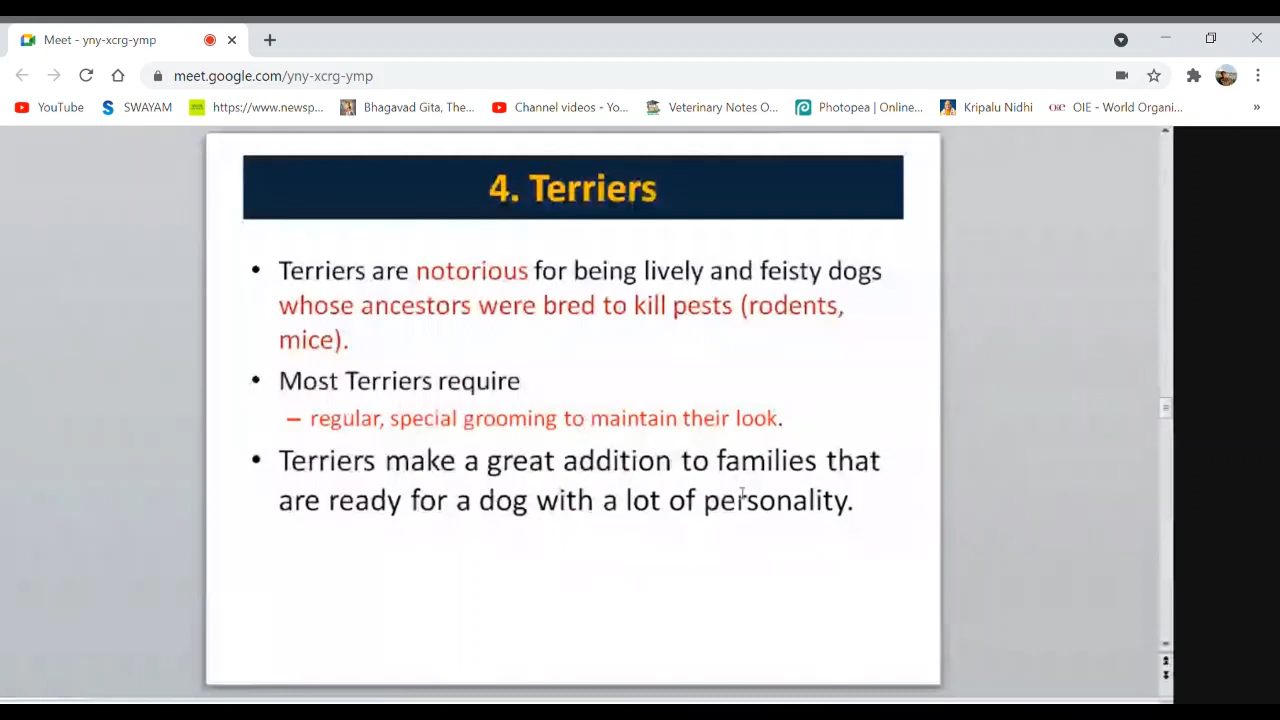 Meet - yny-xcrg-ymp
meet.google.com/yny-xcrg-ymp
YouTube
SWAYAM
https://www.newsp...
Bhagavad Gita, The...
Channel videos - Yo...
Veterinary Notes O...
Photopea | Online...
Kripalu Nidhi
OIE - World Organi...
»
4. Terriers
• Terriers are notorious for being lively and feisty dogs
whose ancestors were bred to kill pests (rodents,
mice).
• Most Terriers require
– regular, special grooming to maintain their look.
• Terriers make a great addition to families that
are ready for a dog with a lot of personality.